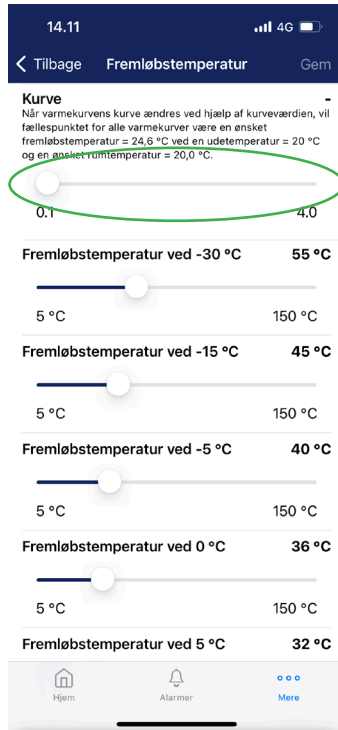 14.11
4G
Tilbage Fremløbstemperatur Gem
Kurve -
Når varmekurvens kurve ændres ved hjælp af kurveværdien, vil
fællespunktet for alle varmekurver være en ønsket
fremløbstemperatur = 24,6 °C ved en udetemperatur = 20 °C
og en ønsket rumtemperatur = 20,0 °C.
0.1 4.0
Fremløbstemperatur ved -30 °C 55 °C
5 °C 150 °C
Fremløbstemperatur ved -15 °C 45 °C
5 °C 150 °C
Fremløbstemperatur ved -5 °C 40 °C
5 °C 150 °C
Fremløbstemperatur ved 0 °C 36 °C
5 °C 150 °C
Fremløbstemperatur ved 5 °C 32 °C
Hjem Alarmer Mere